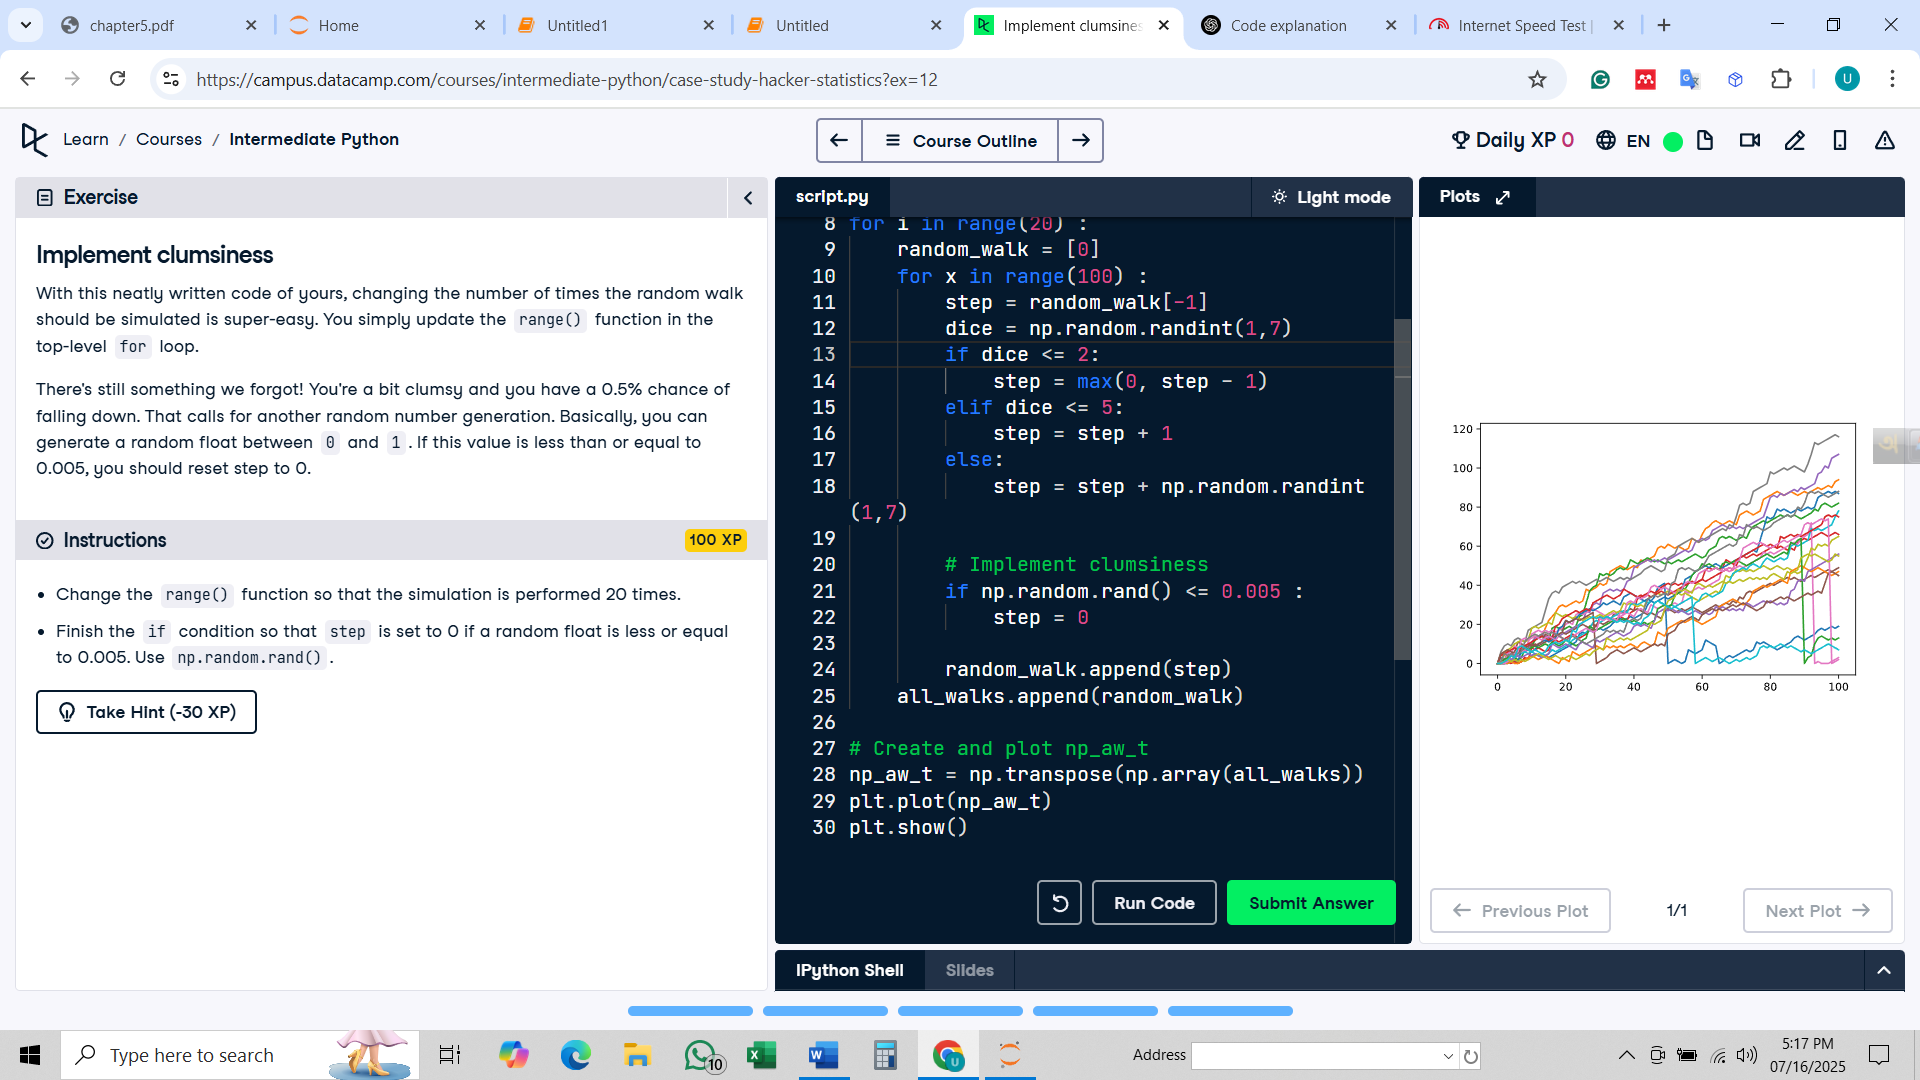 chapter5.pdf
Home
Untitled1
Untitled
Implement clumsines
Code explanation
Internet Speed Test |
https://campus.datacamp.com/courses/intermediate-python/case-study-hacker-statistics?ex=12
U
Learn / Courses / Intermediate Python
Course Outline
Daily XP 0
EN
Exercise
Implement clumsiness
With this neatly written code of yours, changing the number of times the random walk
should be simulated is super-easy. You simply update the range() function in the
top-level for loop.
There's still something we forgot! You're a bit clumsy and you have a 0.5% chance of
falling down. That calls for another random number generation. Basically, you can
generate a random float between 0 and 1. If this value is less than or equal to
0.005, you should reset step to 0.
Instructions
100 XP
• Change the range() function so that the simulation is performed 20 times.
• Finish the if condition so that step is set to 0 if a random float is less or equal
to 0.005. Use np.random.rand().
Take Hint (-30 XP)
script.py
Light mode
8 for i in range(20) :
9     random_walk = [0]
10     for x in range(100) :
11         step = random_walk[-1]
12         dice = np.random.randint(1,7)
13         if dice <= 2:
14             step = max(0, step - 1)
15         elif dice <= 5:
16             step = step + 1
17         else:
18             step = step + np.random.randint
(1,7)
19
20         # Implement clumsiness
21         if np.random.rand() <= 0.005 :
22             step = 0
23
24         random_walk.append(step)
25     all_walks.append(random_walk)
26
27 # Create and plot np_aw_t
28 np_aw_t = np.transpose(np.array(all_walks))
29 plt.plot(np_aw_t)
30 plt.show()
Run Code
Submit Answer
IPython Shell
Slides
Plots
120
100
80
60
40
20
0
0 20 40 60 80 100
Previous Plot
1/1
Next Plot
Type here to search
10
U
Address
5:17 PM
07/16/2025